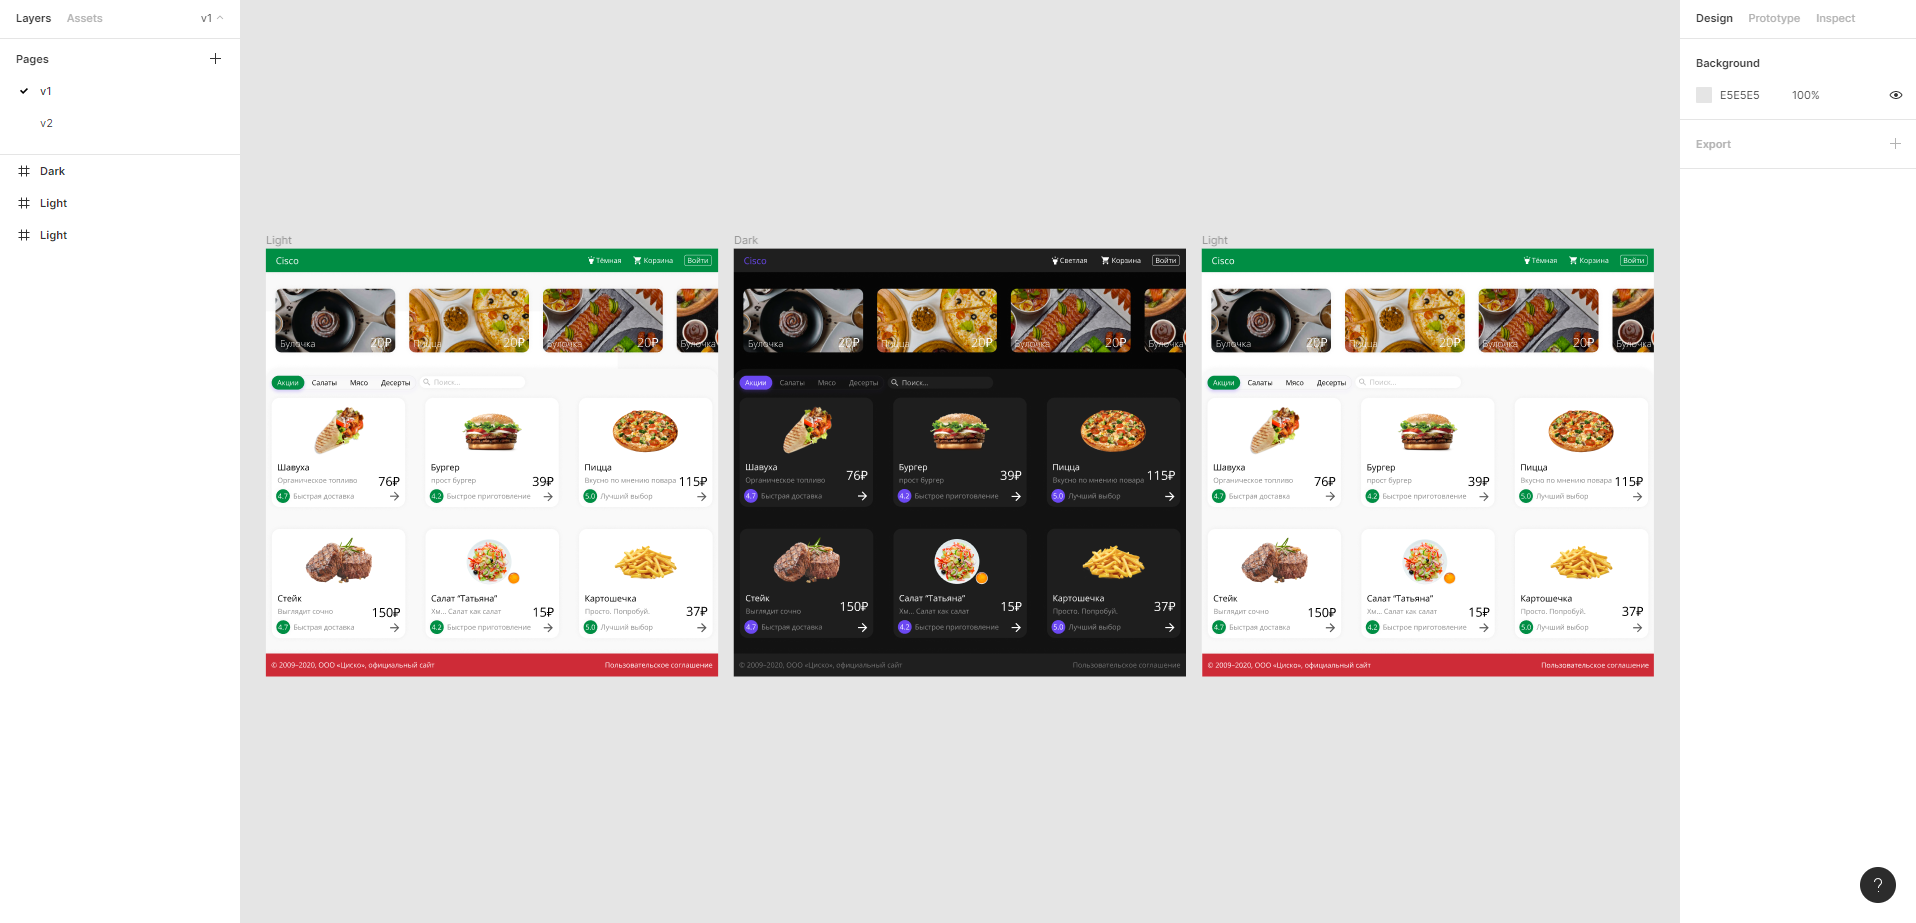 Layers Assets v1
Pages
v1
v2
Dark
Light
Light
Light
Cisco Тёмная Корзина Войти
Булочка 20₽ Пицца 20₽ Булочка 20₽ Булочка
Акции Салаты Мясо Десерты Поиск...
Шавуха
Органическое топливо 76₽
4.7 Быстрая доставка
Бургер
прост бургер 39₽
4.2 Быстрое приготовление
Пицца
Вкусно по мнению повара 115₽
5.0 Лучший выбор
Стейк
Выглядит сочно 150₽
4.7 Быстрая доставка
Салат “Татьяна”
Хм... Салат как салат 15₽
4.2 Быстрое приготовление
Картошечка
Просто. Попробуй. 37₽
5.0 Лучший выбор
© 2009–2020, ООО «Циско», официальный сайт Пользовательское соглашение
Dark
Cisco Светлая Корзина Войти
Булочка 20₽ Пицца 20₽ Булочка 20₽ Булочка
Акции Салаты Мясо Десерты Поиск...
Шавуха
Органическое топливо 76₽
4.7 Быстрая доставка
Бургер
прост бургер 39₽
4.2 Быстрое приготовление
Пицца
Вкусно по мнению повара 115₽
5.0 Лучший выбор
Стейк
Выглядит сочно 150₽
4.7 Быстрая доставка
Салат “Татьяна”
Хм... Салат как салат 15₽
4.2 Быстрое приготовление
Картошечка
Просто. Попробуй. 37₽
5.0 Лучший выбор
© 2009–2020, ООО «Циско», официальный сайт Пользовательское соглашение
Light
Cisco Тёмная Корзина Войти
Булочка 20₽ Пицца 20₽ Булочка 20₽ Булочка
Акции Салаты Мясо Десерты Поиск...
Шавуха
Органическое топливо 76₽
4.7 Быстрая доставка
Бургер
прост бургер 39₽
4.2 Быстрое приготовление
Пицца
Вкусно по мнению повара 115₽
5.0 Лучший выбор
Стейк
Выглядит сочно 150₽
4.7 Быстрая доставка
Салат “Татьяна”
Хм... Салат как салат 15₽
4.2 Быстрое приготовление
Картошечка
Просто. Попробуй. 37₽
5.0 Лучший выбор
© 2009–2020, ООО «Циско», официальный сайт Пользовательское соглашение
Design Prototype Inspect
Background
E5E5E5 100%
Export
?